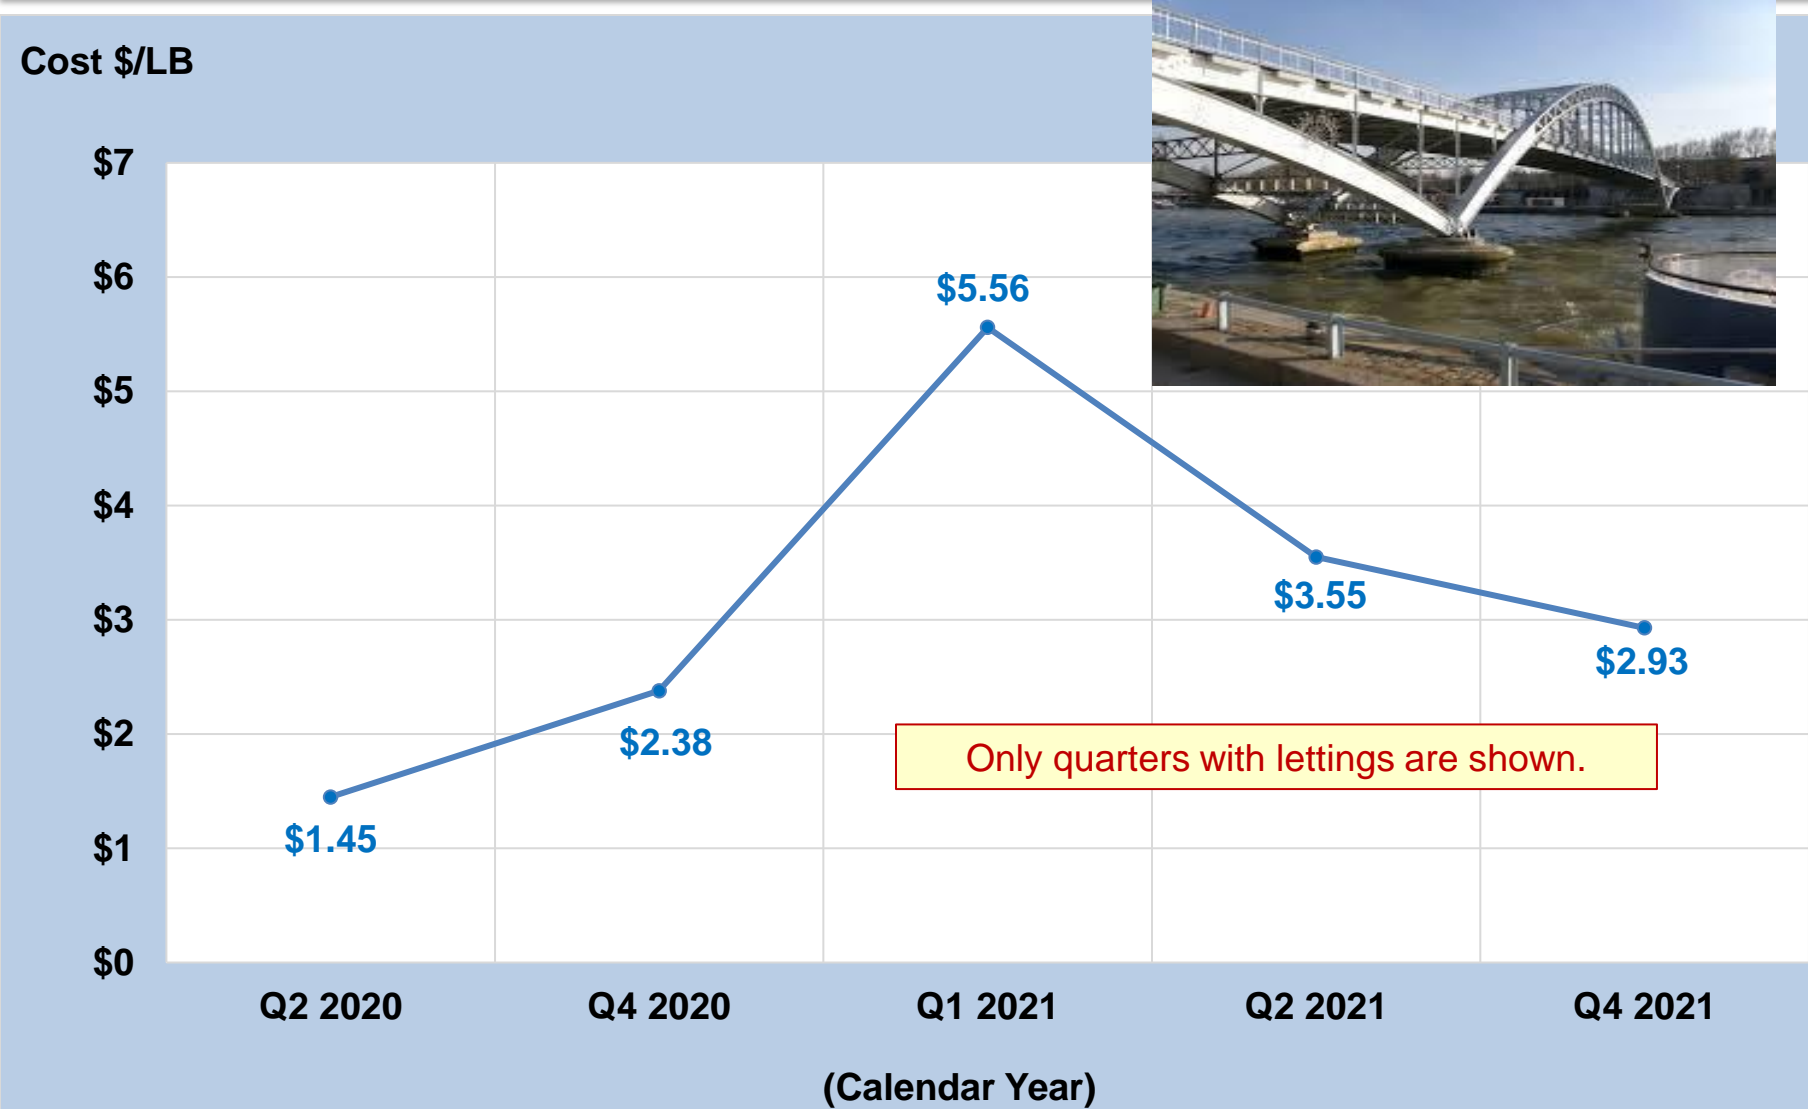 Cost $/LB
$7
$6
$5
$4
$3
$2
$1
$0
$1.45
$2.38
$5.56
$3.55
$2.93
Only quarters with lettings are shown.
Q2 2020
Q4 2020
Q1 2021
Q2 2021
Q4 2021
(Calendar Year)